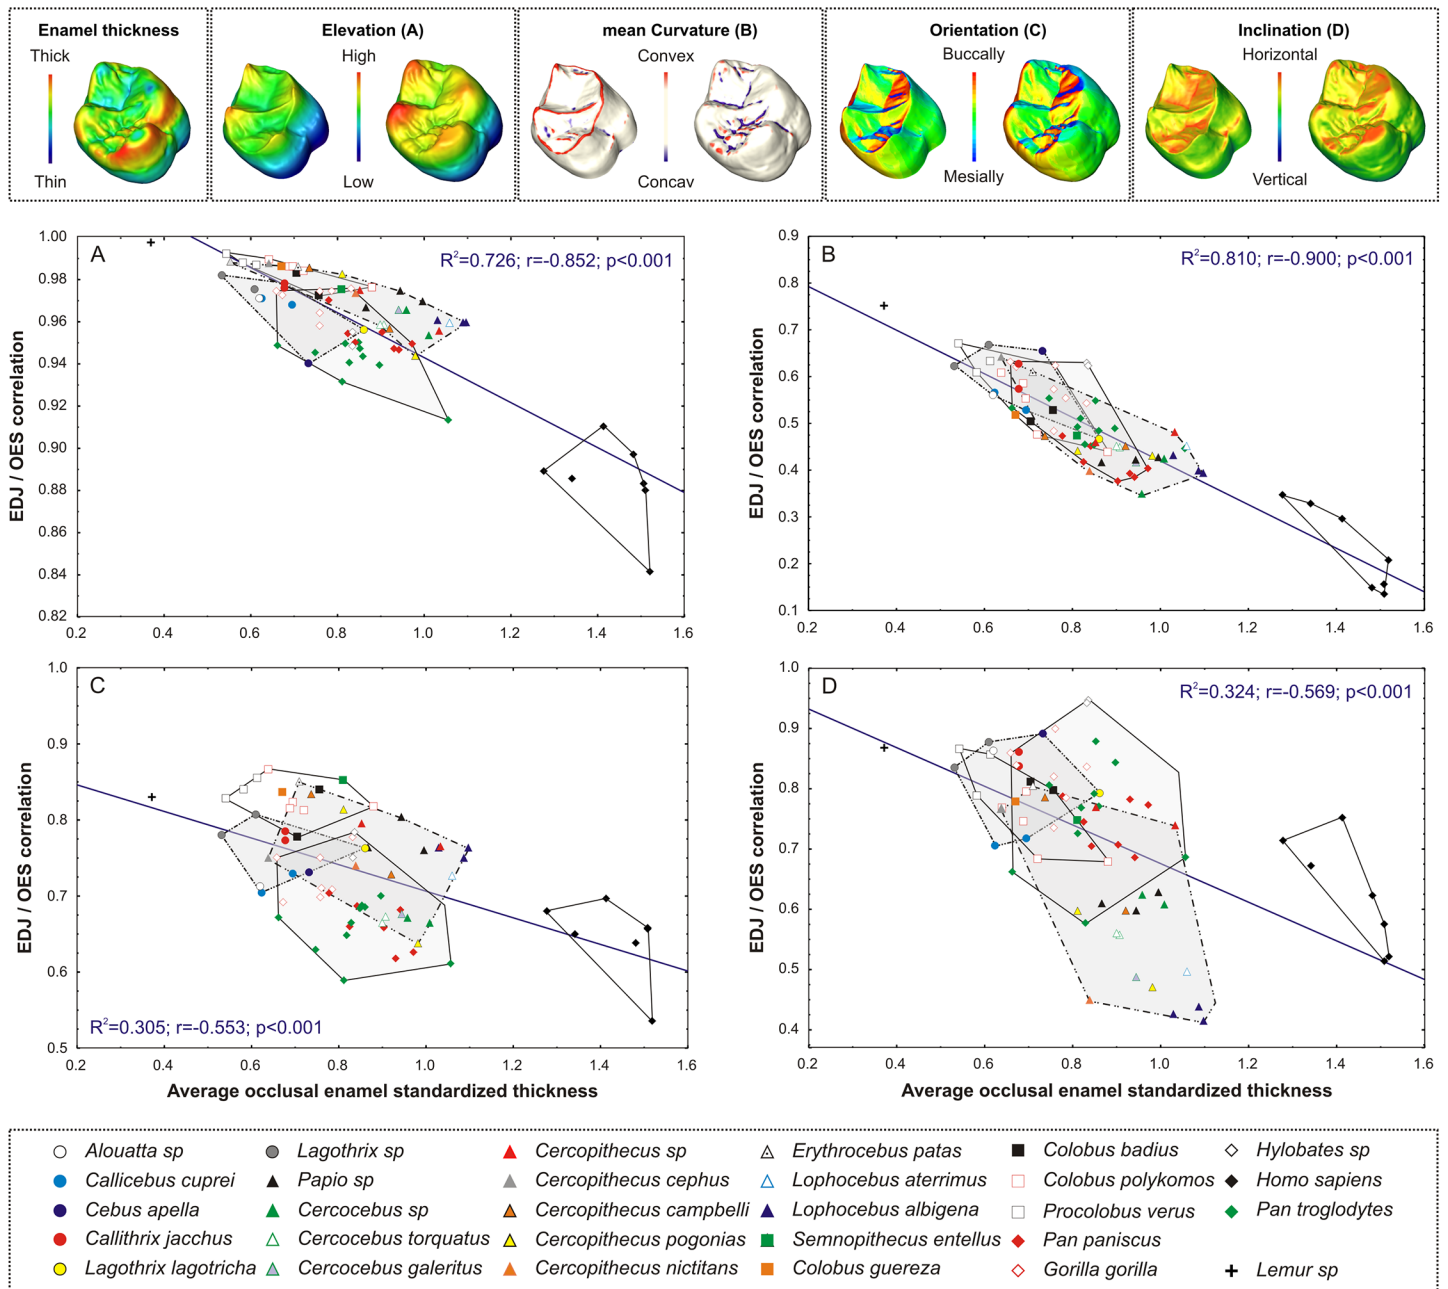 Enamel thickness
Thick
Thin
Elevation (A)
High
Low
mean Curvature (B)
Convex
Concav
Orientation (C)
Buccally
Mesially
Inclination (D)
Horizontal
Vertical
A
R²=0.726; r=-0.852; p<0.001
EDJ / OES correlation
1.00
0.98
0.96
0.94
0.92
0.90
0.88
0.86
0.84
0.82
0.2 0.6 0.8 1.0 1.4 1.6
B
R²=0.810; r=-0.900; p<0.001
EDJ / OES correlation
0.9
0.8
0.7
0.6
0.5
0.4
0.3
0.2
0.1
0.2 0.4 0.6 0.8 1.0 1.2 1.4 1.6
C
R²=0.305; r=-0.553; p<0.001
EDJ / OES correlation
1.0
0.9
0.8
0.7
0.6
0.5
0.2 0.4 0.6 0.8 1.0 1.2 1.4 1.6
Average occlusal enamel standardized thickness
D
R²=0.324; r=-0.569; p<0.001
EDJ / OES correlation
1.0
0.9
0.8
0.7
0.6
0.5
0.4
0.2 0.4 0.6 0.8 1.0 1.2 1.4 1.6
Average occlusal enamel standardized thickness
Alouatta sp
Callicebus cuprei
Cebus apella
Callithrix jacchus
Lagothrix lagotricha
Lagothrix sp
Papio sp
Cercocebus sp
Cercocebus torquatus
Cercocebus galeritus
Cercopithecus sp
Cercopithecus cephus
Cercopithecus campbelli
Cercopithecus pogonias
Cercopithecus nictitans
Erythrocebus patas
Lophocebus aterrimus
Lophocebus albigena
Semnopithecus entellus
Colobus guereza
Colobus badius
Colobus polykomos
Procolobus verus
Pan paniscus
Gorilla gorilla
Hylobates sp
Homo sapiens
Pan troglodytes
Lemur sp